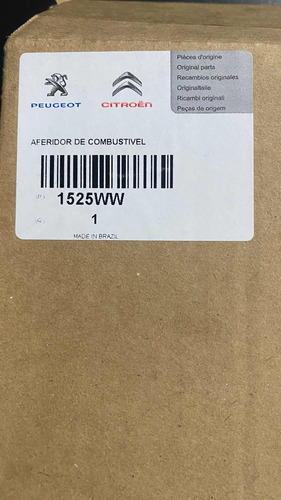 Pièces d'origine
Original parts
Recambios originales
Originalteile
Ricambi originali
Peças de origem
PEUGEOT
CITROËN
AFERIDOR DE COMBUSTIVEL
1525WW
1
MADE IN BRAZIL